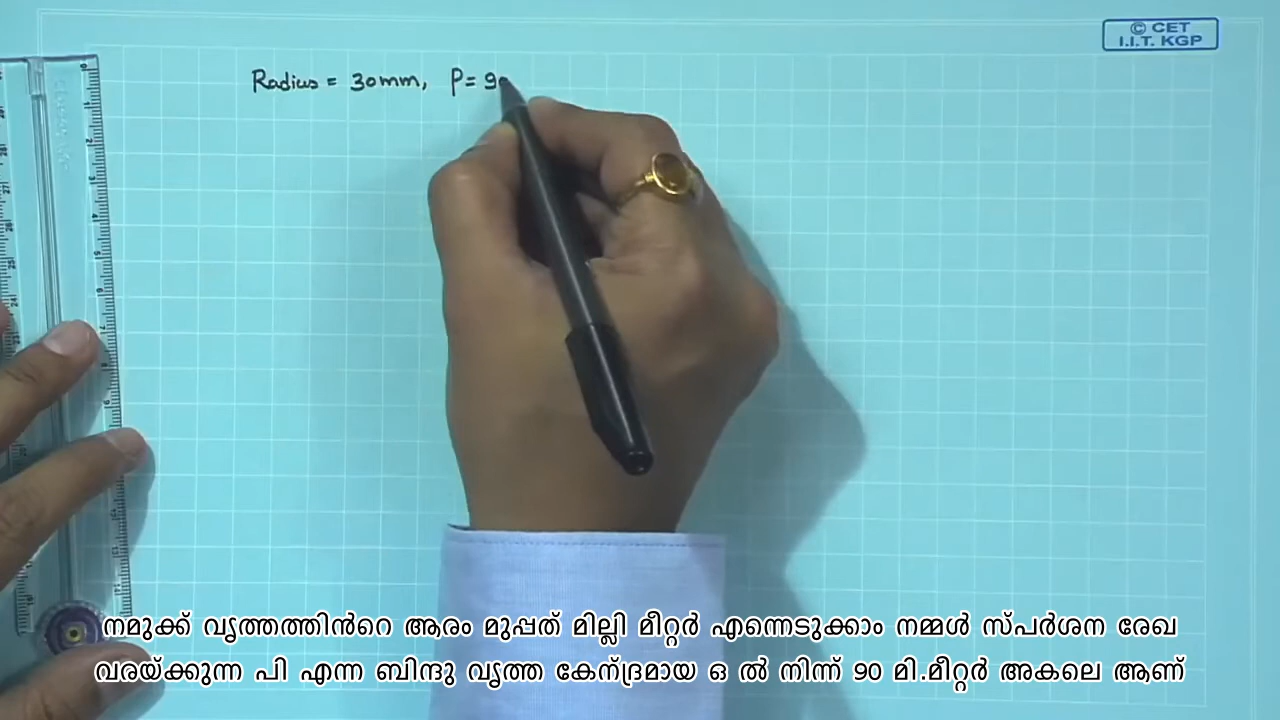 © CET
I.I.T. KGP
Radius = 30mm, P= 90
നമുക്ക് വൃത്തത്തിൻറെ ആരം മുപ്പത് മില്ലി മീറ്റർ എന്നെടുക്കാം നമ്മൾ സ്പർശന രേഖ
വരയ്ക്കുന്ന പി എന്ന ബിന്ദു വൃത്ത കേന്ദ്രമായ ഒ ൽ നിന്ന് 90 മി.മീറ്റർ അകലെ ആണ്